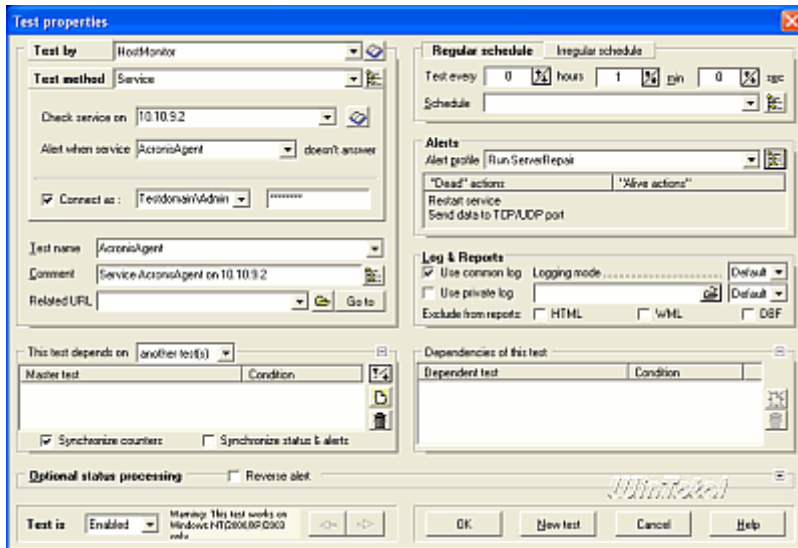 Test properties
Test by HostMonitor
Test method Service
Check service on 10.10.9.2
Alert when service AcronisAgent doesn't answer
Connect as : Testdomain\Admin ********
Test name AcronisAgent
Comment Service AcronisAgent on 10.10.9.2
Related URL Go to
Regular schedule Irregular schedule
Test every 0 hours 1 min 0 sec
Schedule
Alerts
Alert profile Run ServerRepair
"Dead" actions "Alive actions"
Restart service
Send data to TCP/UDP port
Log & Reports
Use common log Logging mode Default
Use private log Default
Exclude from reports: HTML WML DBF
This test depends on another test(s)
Master test Condition
Synchronize counters Synchronize status & alerts
Dependencies of this test
Dependent test Condition
Optional status processing Reverse alert
WinTotal
Test is Enabled
Warning: This test works on
Windows NT/2000/XP/2003
only
OK New test Cancel Help